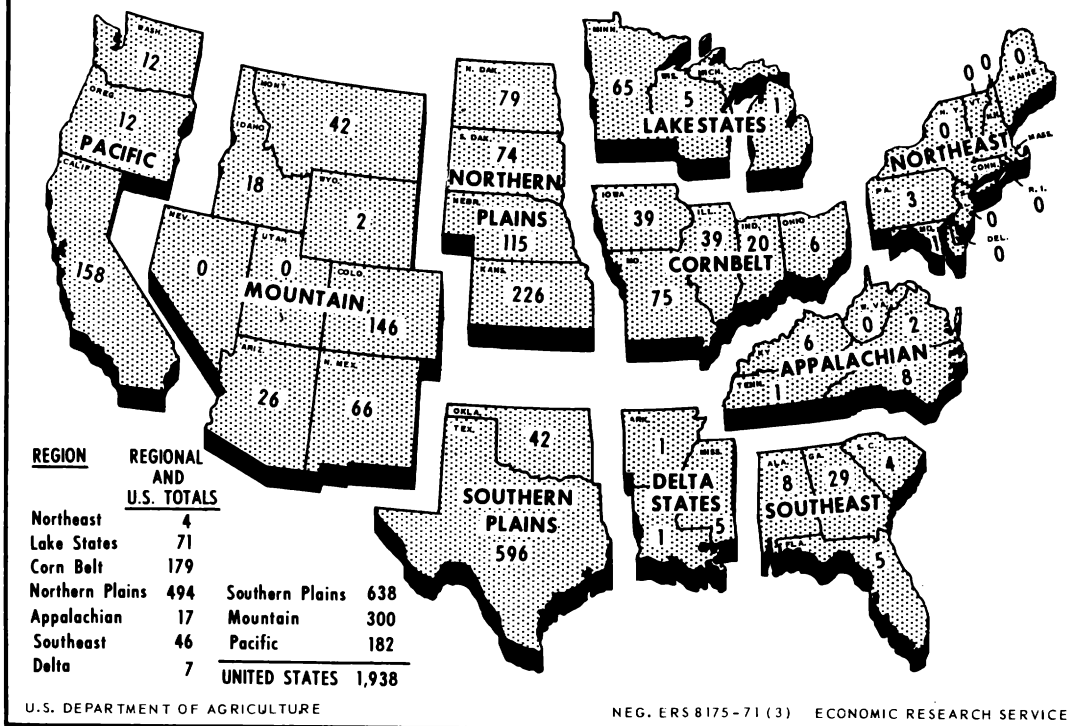 WASH.
12
OREG.
12
PACIFIC
CALIF.
158
MONT.
42
IDAHO
18
WYO.
2
NEV.
0
UTAH
0
COLO.
146
MOUNTAIN
ARIZ.
26
N. MEX.
66
N. DAK.
79
S. DAK.
74
NORTHERN
NEBR.
PLAINS
115
KANS.
226
MINN.
65
WIS.
5
MICH.
1
LAKE STATES
IOWA
39
ILL.
39
IND.
20
OHIO
6
CORN BELT
MO.
75
MAINE
0
0
0
0
NORTHEAST
MASS.
CONN.
R. I.
0
PA.
3
0
DEL.
0
MD.
1
W. VA.
0
2
KY.
6
APPALACHIAN
TENN.
1
8
OKLA.
42
TEX.
SOUTHERN
PLAINS
596
ARK.
1
MISS.
DELTA
STATES
5
1
ALA.
8
GA.
29
S. C.
4
SOUTHEAST
FLA.
5
REGION REGIONAL
AND
U.S. TOTALS
Northeast 4
Lake States 71
Corn Belt 179
Northern Plains 494
Appalachian 17
Southeast 46
Delta 7
Southern Plains 638
Mountain 300
Pacific 182
UNITED STATES 1,938
U.S. DEPARTMENT OF AGRICULTURE
NEG. ERS 8175-71 (3) ECONOMIC RESEARCH SERVICE